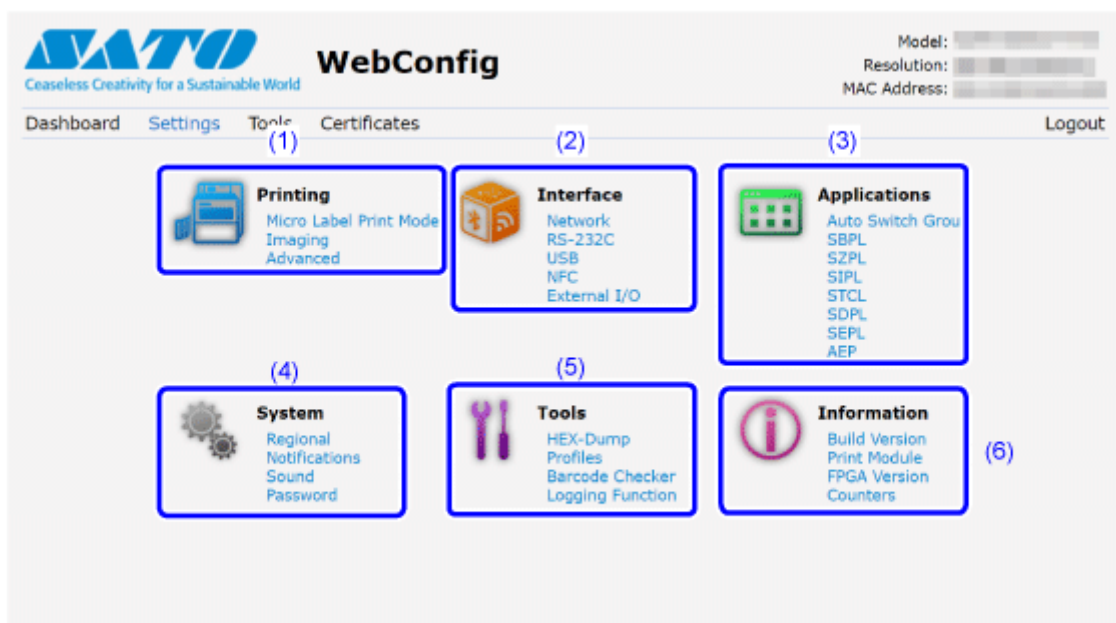 SATO
Ceaseless Creativity for a Sustainable World
WebConfig
Model:
Resolution:
MAC Address:
Dashboard Settings Tools Certificates Logout
(1)
(2)
(3)
Printing
Micro Label Print Mode
Imaging
Advanced
Interface
Network
RS-232C
USB
NFC
External I/O
Applications
Auto Switch Grou
SBPL
SZPL
SIPL
STCL
SDPL
SEPL
AEP
(4)
(5)
System
Regional
Notifications
Sound
Password
Tools
HEX-Dump
Profiles
Barcode Checker
Logging Function
Information
Build Version
Print Module
FPGA Version
Counters
(6)